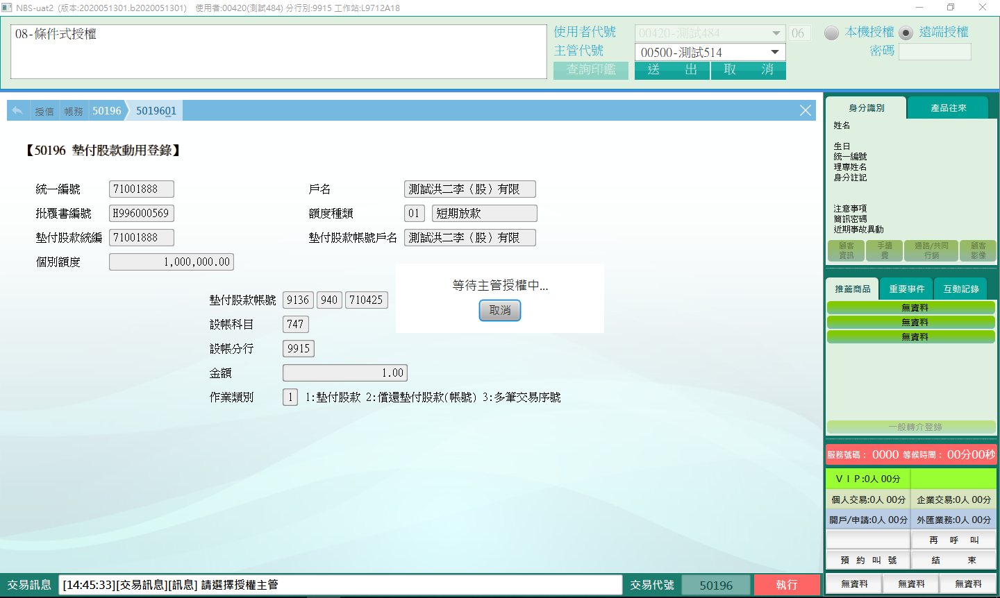 NBS-uat2 (版本:2020051301.b2020051301) 使用者:00420(測試484) 分行別:9915 工作站:L9712A18
08-條件式授權
使用者代號 00420-測試484 06 本機授權 遠端授權
主管代號 00500-測試514 密碼
查詢印鑑 送 出 取 消
授信 帳務 50196 5019601
【50196 墊付股款動用登錄】
統一編號 71001888 戶名 測試洪二李（股）有限
批覆書編號 H996000569 額度種類 01 短期放款
墊付股款統編 71001888 墊付股款帳號戶名 測試洪二李（股）有限
個別額度 1,000,000.00
等待主管授權中...
取消
墊付股款帳號 9136 940 710425
設帳科目 747
設帳分行 9915
金額 1.00
作業類別 1 1:墊付股款 2:償還墊付股款(帳號) 3:多筆交易序號
身分識別 產品往來
姓名
生日
統一編號
理專姓名
身分註記
注意事項
簡訊密碼
近期事故異動
顧客資訊 手續費 通路/共同行銷 顧客影像
推薦商品 重要事件 互動記錄
無資料
無資料
無資料
一般轉介登錄
服務號碼： 0000 等候時間： 00分00秒
ＶＩＰ:0人 00分
個人交易:0人 00分 企業交易:0人 00分
開戶/申請:0人 00分 外匯業務:0人 00分
再 呼 叫
預 約 叫 號 結 束
無資料 無資料 無資料
交易訊息 [14:45:33][交易訊息][訊息] 請選擇授權主管 交易代號 50196 執行